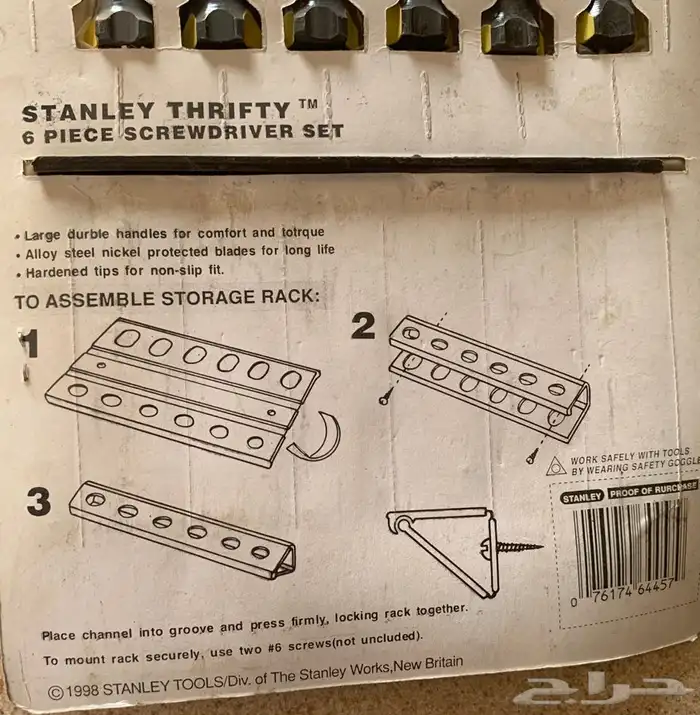 STANLEY THRIFTY ™
6 PIECE SCREWDRIVER SET
• Large durble handles for comfort and totrque
• Alloy steel nickel protected blades for long life
• Hardened tips for non-slip fit.
TO ASSEMBLE STORAGE RACK:
1
2
3
WORK SAFELY WITH TOOLS
BY WEARING SAFETY GOGGLE
STANLEY PROOF OF RURCHASE
0 76174 64457
Place channel into groove and press firmly, locking rack together.
To mount rack securely, use two #6 screws(not uncluded).
©1998 STANLEY TOOLS/Div. of The Stanley Works,New Britain
حراج